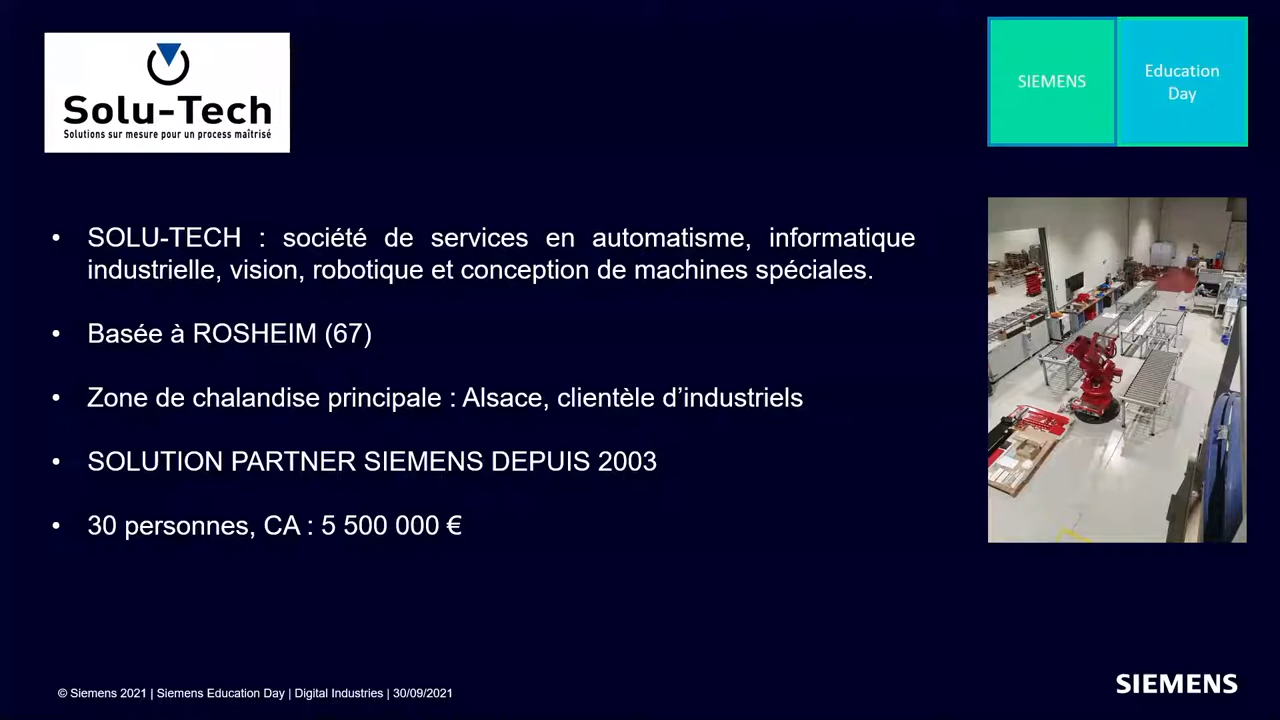 Solu-Tech
Solutions sur mesure pour un process maîtrisé
SIEMENS
Education
Day
• SOLU-TECH : société de services en automatisme, informatique
industrielle, vision, robotique et conception de machines spéciales.
• Basée à ROSHEIM (67)
• Zone de chalandise principale : Alsace, clientèle d’industriels
• SOLUTION PARTNER SIEMENS DEPUIS 2003
• 30 personnes, CA : 5 500 000 €
© Siemens 2021 | Siemens Education Day | Digital Industries | 30/09/2021
SIEMENS